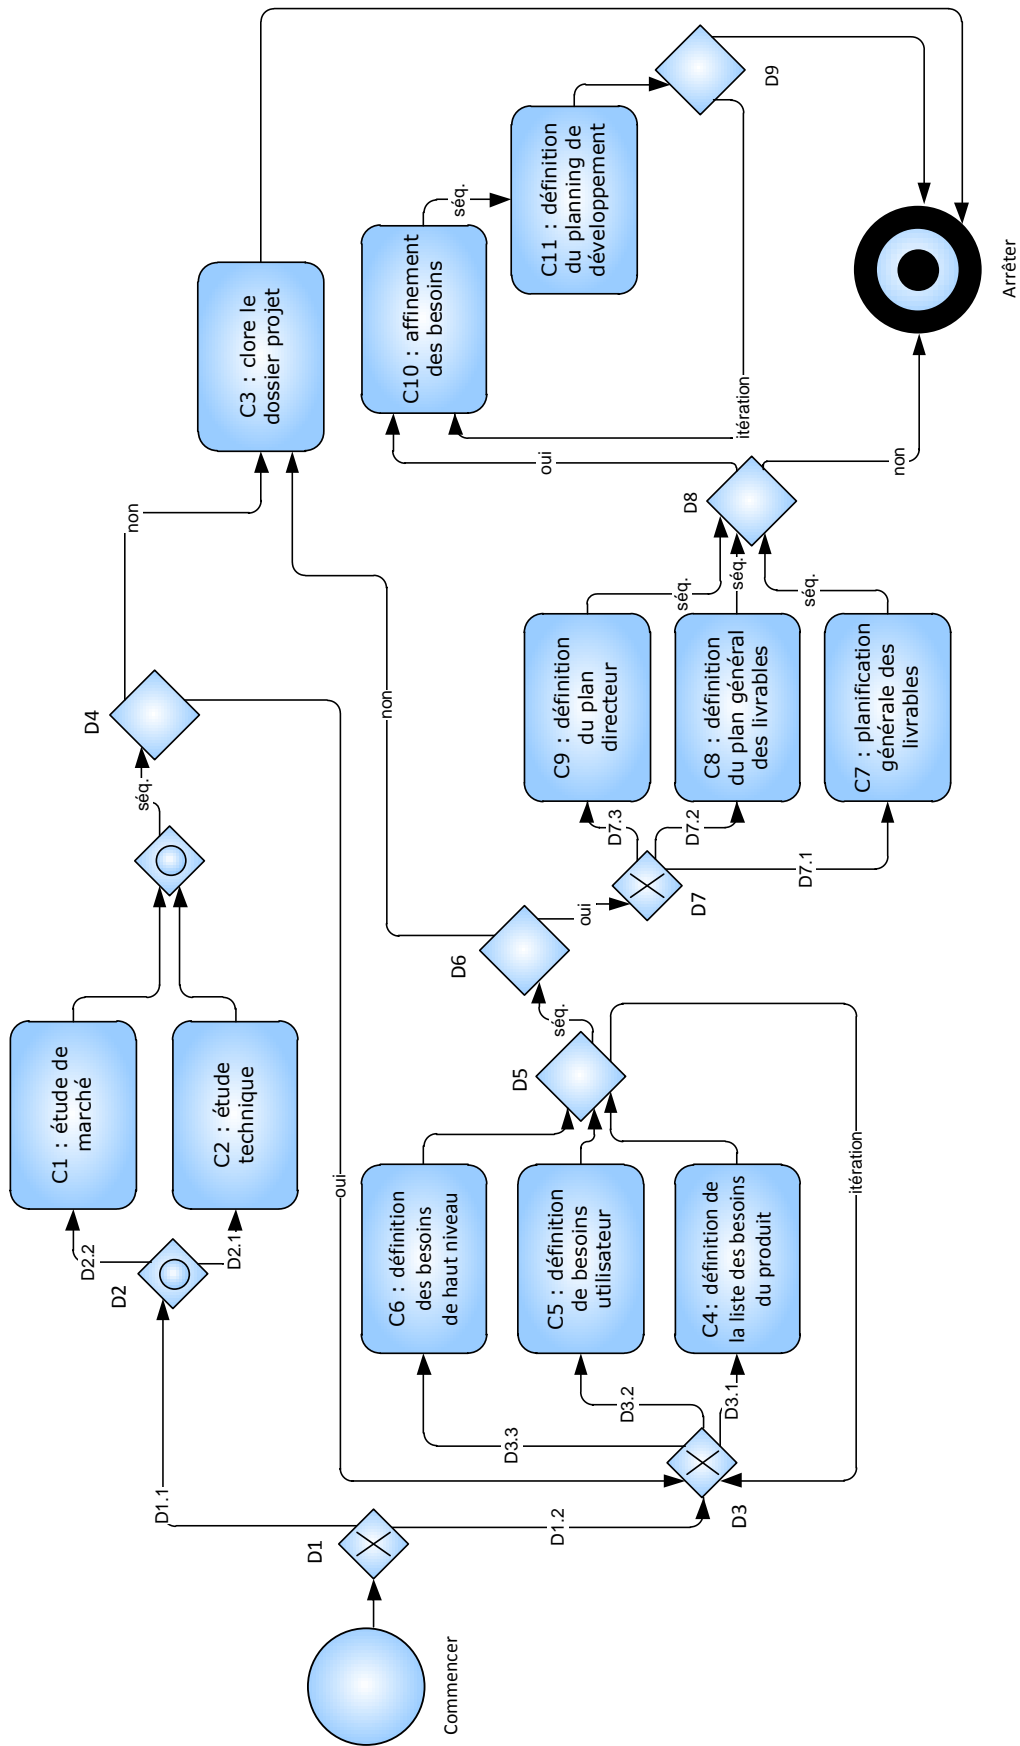 Commencer
D1
D1.1
D1.2
D2
D2.2
D2.1
C1 : étude de
marché
C2 : étude
technique
séq.
D4
non
oui
C3 : clore le
dossier projet
D3
D3.3
D3.2
D3.1
C6 : définition
des besoins
de haut niveau
C5 : définition
de besoins
utilisateur
C4: définition de
la liste des besoins
du produit
itération
D5
séq.
D6
non
oui
D7
D7.3
D7.2
D7.1
C9 : définition
du plan
directeur
C8 : définition
du plan général
des livrables
C7 : planification
générale des
livrables
séq.
séq.
séq.
D8
oui
non
C10 : affinement
des besoins
séq.
C11 : définition
du planning de
développement
itération
D9
Arrêter